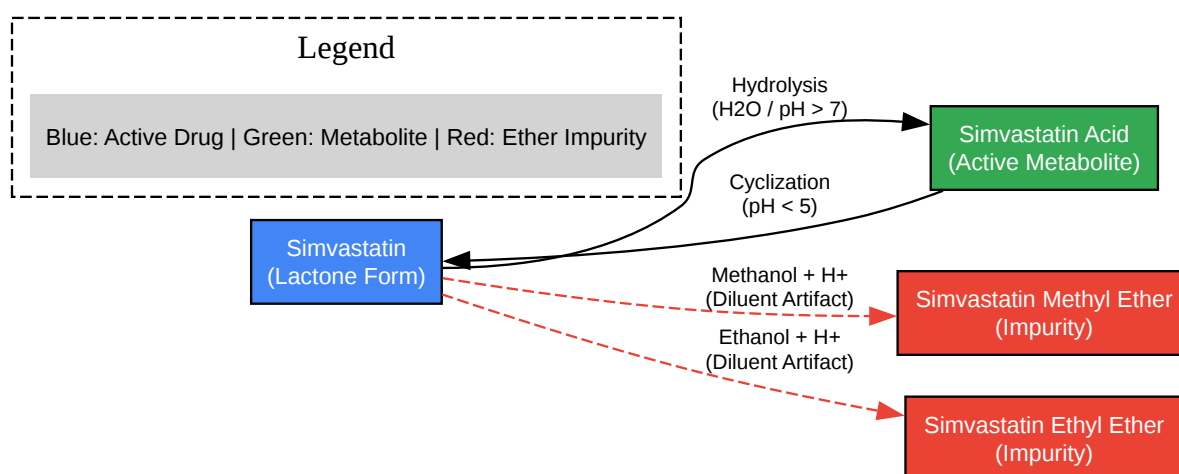 Legend
Blue: Active Drug | Green: Metabolite | Red: Ether Impurity
Hydrolysis
(H2O / pH > 7)
Simvastatin Acid
(Active Metabolite)
Cyclization
(pH < 5)
Simvastatin
(Lactone Form)
Methanol + H+
(Diluent Artifact)
Simvastatin Methyl Ether
(Impurity)
Ethanol + H+
(Diluent Artifact)
Simvastatin Ethyl Ether
(Impurity)